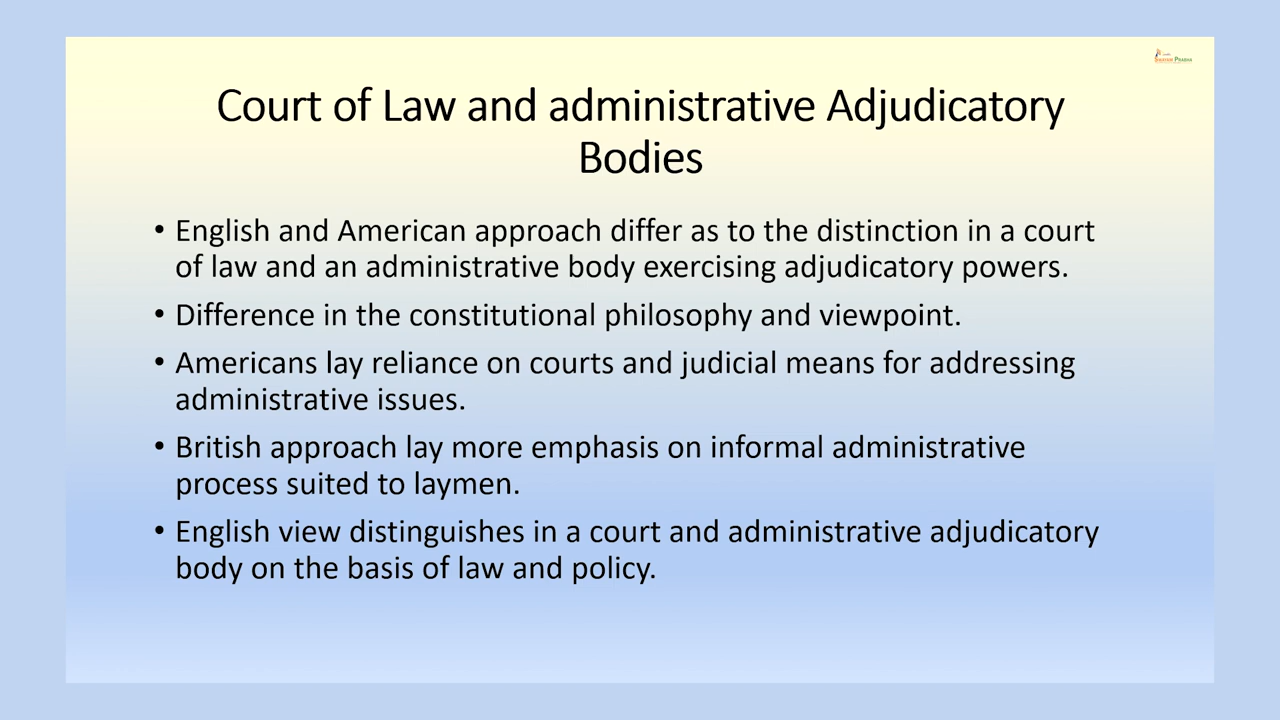 Court of Law and administrative Adjudicatory
Bodies
• English and American approach differ as to the distinction in a court
of law and an administrative body exercising adjudicatory powers.
• Difference in the constitutional philosophy and viewpoint.
• Americans lay reliance on courts and judicial means for addressing
administrative issues.
• British approach lay more emphasis on informal administrative
process suited to laymen.
• English view distinguishes in a court and administrative adjudicatory
body on the basis of law and policy.